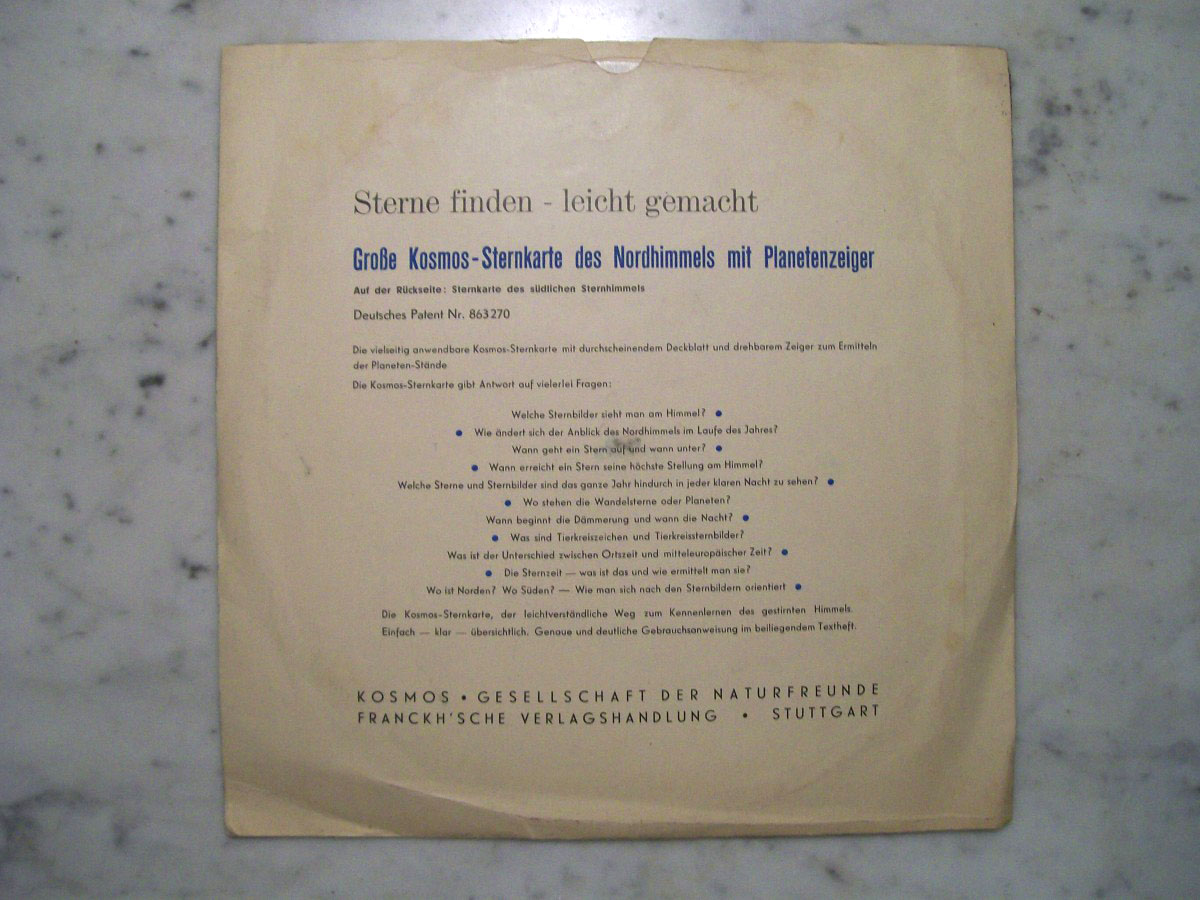 Sterne finden - leicht gemacht
Große Kosmos-Sternkarte des Nordhimmels mit Planetenzeiger
Auf der Rückseite: Sternkarte des südlichen Sternhimmels
Deutsches Patent Nr. 863270
Die vielseitig anwendbare Kosmos-Sternkarte mit durchscheinendem Deckblatt und drehbarem Zeiger zum Ermitteln
der Planeten-Stände
Die Kosmos-Sternkarte gibt Antwort auf vielerlei Fragen:
Welche Sternbilder sieht man am Himmel? •
• Wie ändert sich der Anblick des Nordhimmels im Laufe des Jahres?
Wann geht ein Stern auf und wann unter? •
• Wann erreicht ein Stern seine höchste Stellung am Himmel?
Welche Sterne und Sternbilder sind das ganze Jahr hindurch in jeder klaren Nacht zu sehen? •
• Wo stehen die Wandelsterne oder Planeten?
Wann beginnt die Dämmerung und wann die Nacht? •
• Was sind Tierkreiszeichen und Tierkreissternbilder?
Was ist der Unterschied zwischen Ortszeit und mitteleuropäischer Zeit? •
• Die Sternzeit — was ist das und wie ermittelt man sie?
Wo ist Norden? Wo Süden? — Wie man sich nach den Sternbildern orientiert •
Die Kosmos-Sternkarte, der leichtverständliche Weg zum Kennenlernen des gestirnten Himmels.
Einfach — klar — übersichtlich. Genaue und deutliche Gebrauchsanweisung im beiliegendem Textheft.
KOSMOS • GESELLSCHAFT DER NATURFREUNDE
FRANCKH'SCHE VERLAGSHANDLUNG • STUTTGART